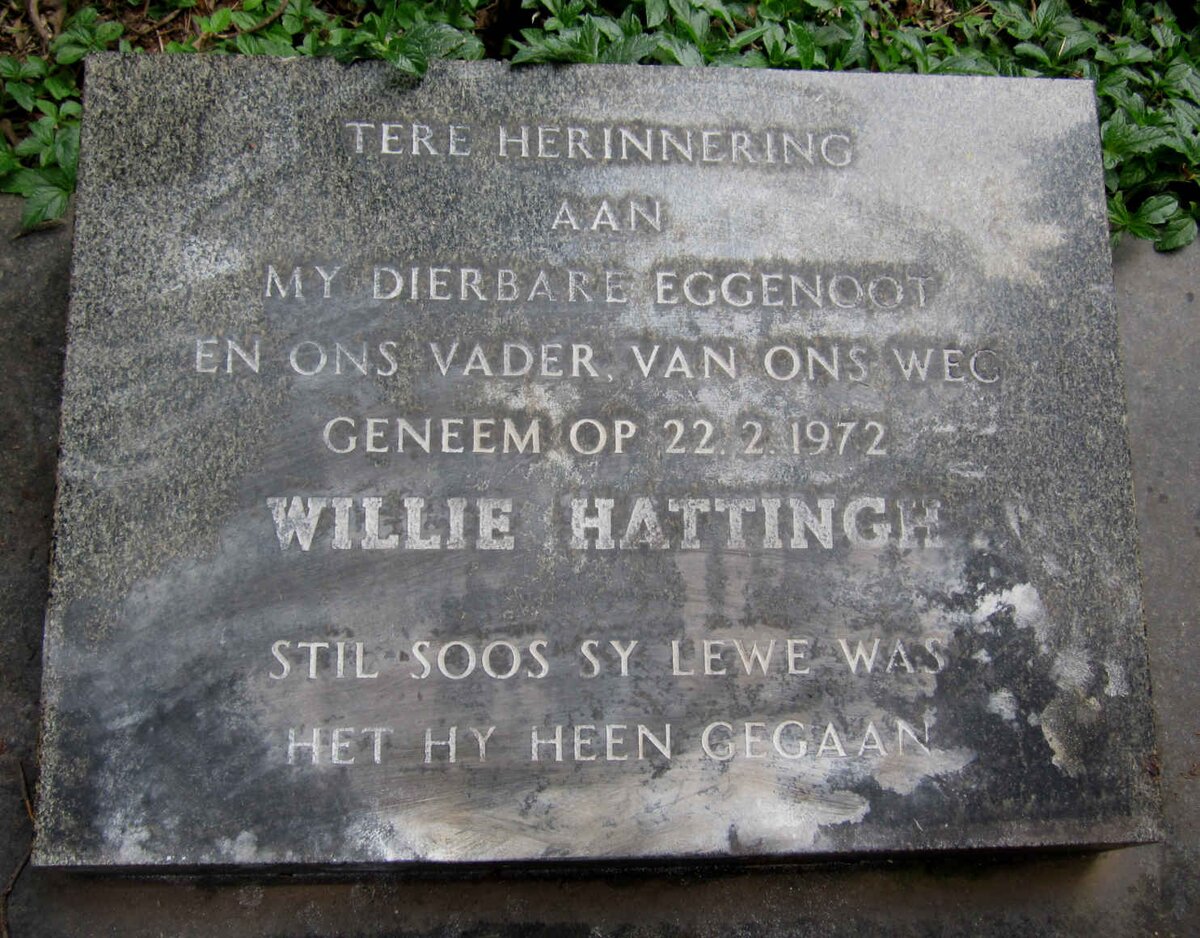 TERE HERINNERING
AAN
MY DIERBARE EGGENOOT
EN ONS VADER, VAN ONS WEG
GENEEM OP 22.2.1972
WILLIE HATTINGH
STIL SOOS SY LEWE WAS
HET HY HEEN GEGAAN